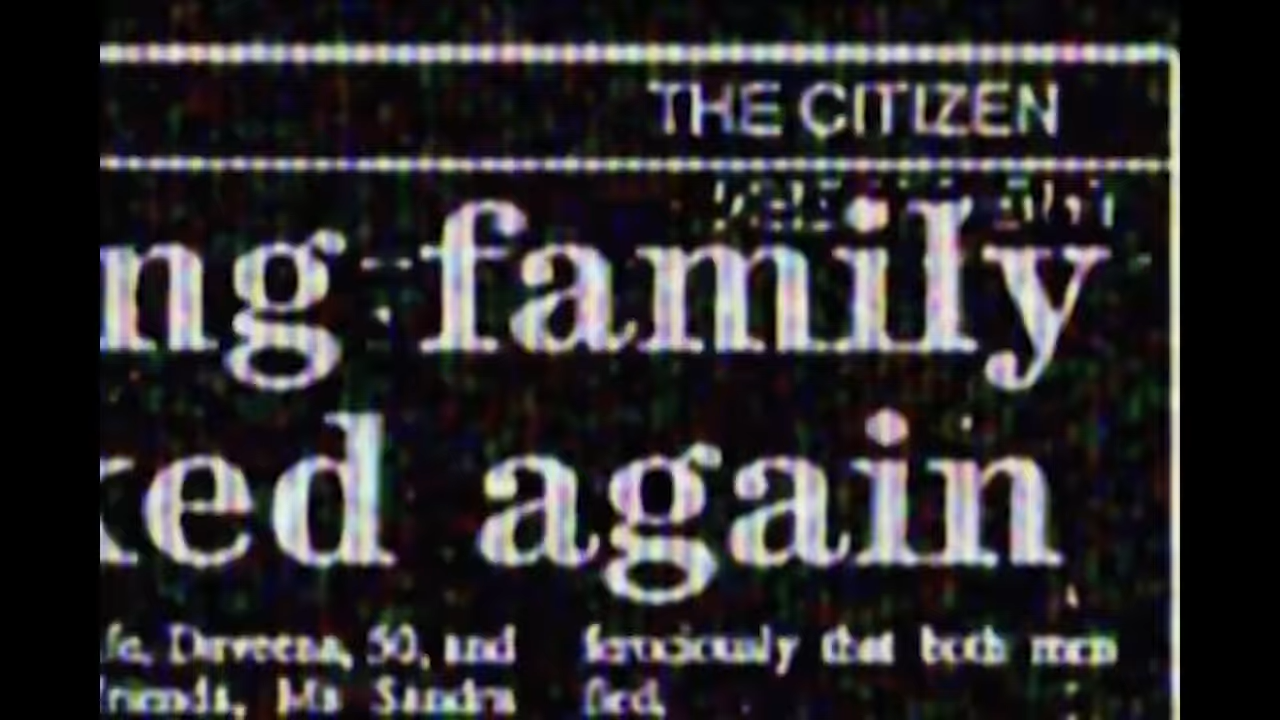 THE CITIZEN
ng family
ked again
fe, Daveena, 50, and
friends, Ms Sandra
ferociously that both men
fled.